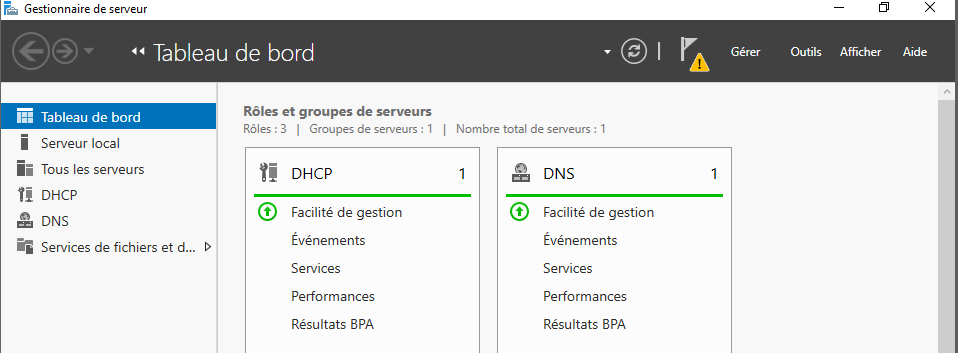 Gestionnaire de serveur
Tableau de bord
Gérer Outils Afficher Aide
Tableau de bord
Serveur local
Tous les serveurs
DHCP
DNS
Services de fichiers et d...
Rôles et groupes de serveurs
Rôles : 3 | Groupes de serveurs : 1 | Nombre total de serveurs : 1
DHCP 1
Facilité de gestion
Événements
Services
Performances
Résultats BPA
DNS 1
Facilité de gestion
Événements
Services
Performances
Résultats BPA